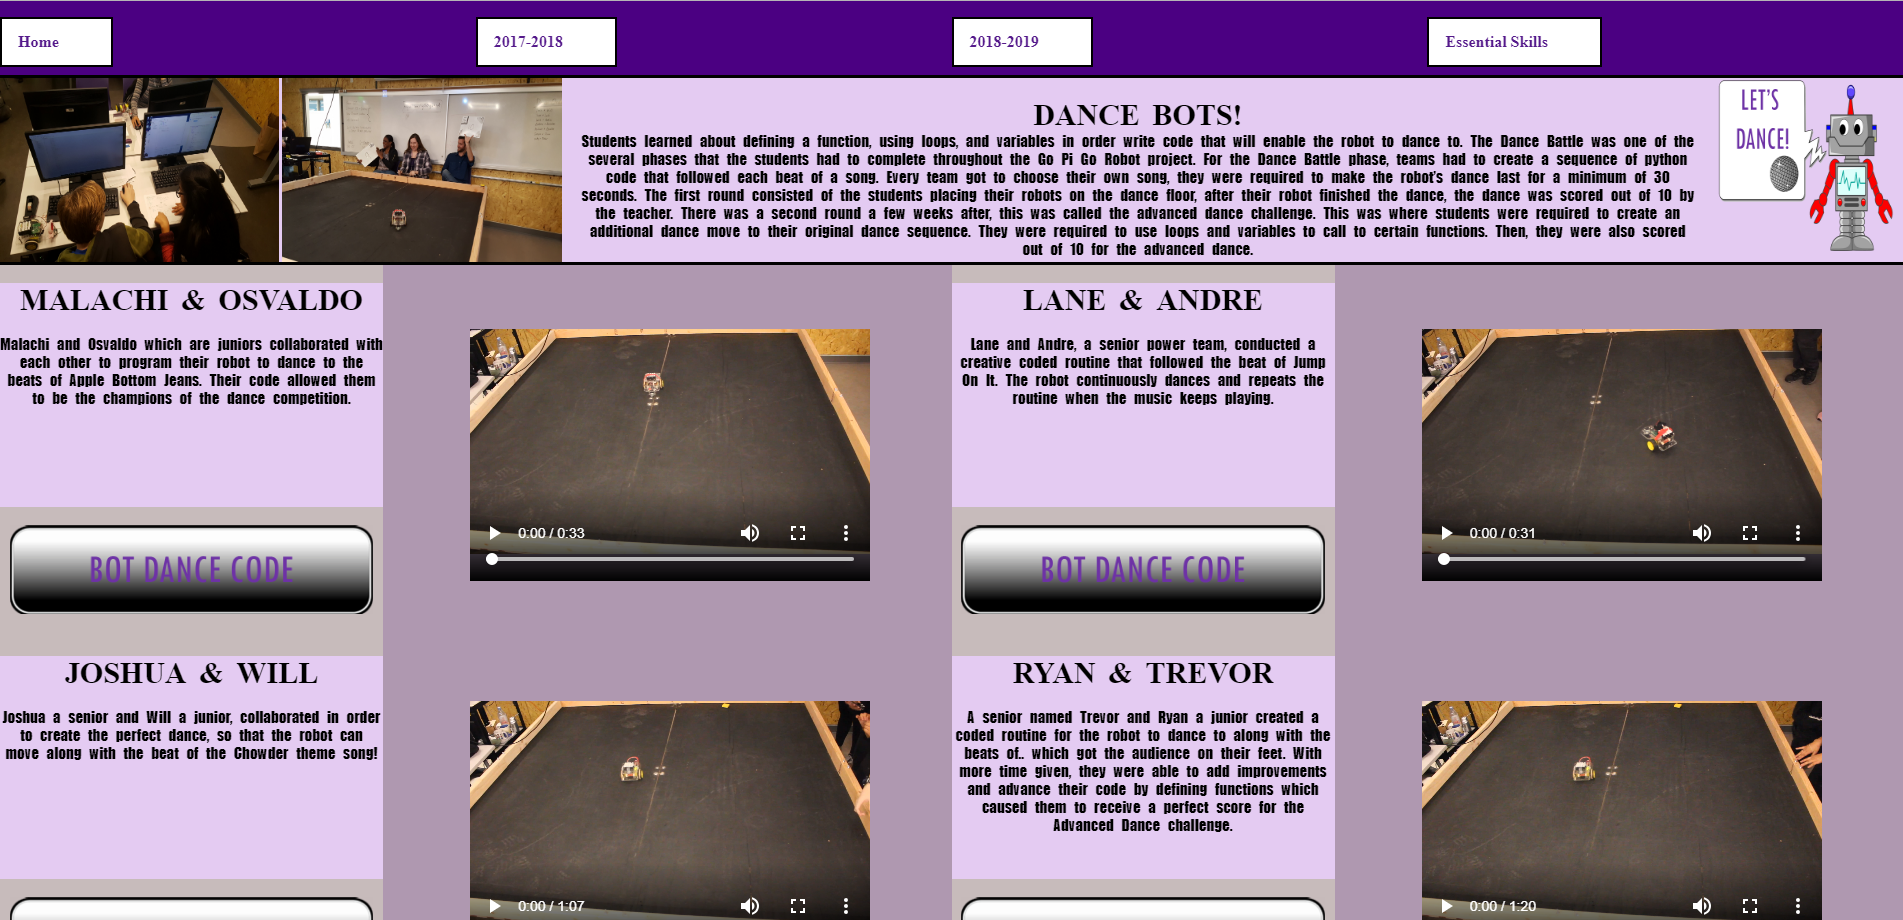 Home
2017-2018
2018-2019
Essential Skills
DANCE BOTS!
Students learned about defining a function, using loops, and variables in order write code that will enable the robot to dance to. The Dance Battle was one of the
several phases that the students had to complete throughout the Go Pi Go Robot project. For the Dance Battle phase, teams had to create a sequence of python
code that followed each beat of a song. Every team got to choose their own song, they were required to make the robot's dance last for a minimum of 30
seconds. The first round consisted of the students placing their robots on the dance floor, after their robot finished the dance, the dance was scored out of 10 by
the teacher. There was a second round a few weeks after, this was called the advanced dance challenge. This was where students were required to create an
additional dance move to their original dance sequence. They were required to use loops and variables to call to certain functions. Then, they were also scored
out of 10 for the advanced dance.
LET'S
DANCE!
MALACHI & OSVALDO
Malachi and Osvaldo which are juniors collaborated with
each other to program their robot to dance to the
beats of Apple Bottom Jeans. Their code allowed them
to be the champions of the dance competition.
BOT DANCE CODE
0:00 / 0:33
LANE & ANDRE
Lane and Andre, a senior power team, conducted a
creative coded routine that followed the beat of Jump
On It. The robot continuously dances and repeats the
routine when the music keeps playing.
BOT DANCE CODE
0:00 / 0:31
JOSHUA & WILL
Joshua a senior and Will a junior, collaborated in order
to create the perfect dance, so that the robot can
move along with the beat of the Chowder theme song!
0:00 / 1:07
RYAN & TREVOR
A senior named Trevor and Ryan a junior created a
coded routine for the robot to dance to along with the
beats of.. which got the audience on their feet. With
more time given, they were able to add improvements
and advance their code by defining functions which
caused them to receive a perfect score for the
Advanced Dance challenge.
0:00 / 1:20